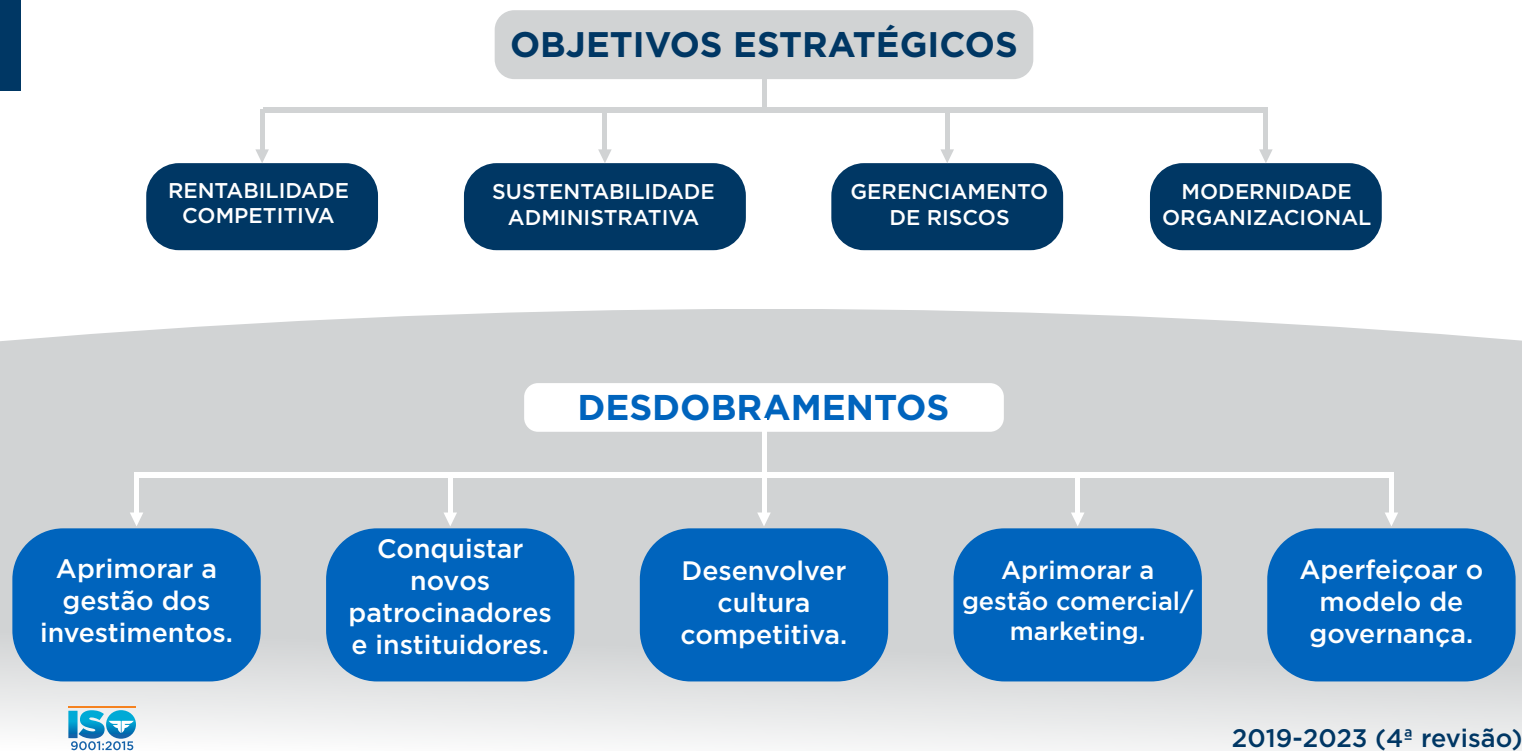 OBJETIVOS ESTRATÉGICOS
RENTABILIDADE
COMPETITIVA
SUSTENTABILIDADE
ADMINISTRATIVA
GERENCIAMENTO
DE RISCOS
MODERNIDADE
ORGANIZACIONAL
DESDOBRAMENTOS
Aprimorar a
gestão dos
investimentos.
Conquistar
novos
patrocinadores
e instituidores.
Desenvolver
cultura
competitiva.
Aprimorar a
gestão comercial/
marketing.
Aperfeiçoar o
modelo de
governança.
ISO
9001:2015
2019-2023 (4ª revisão)